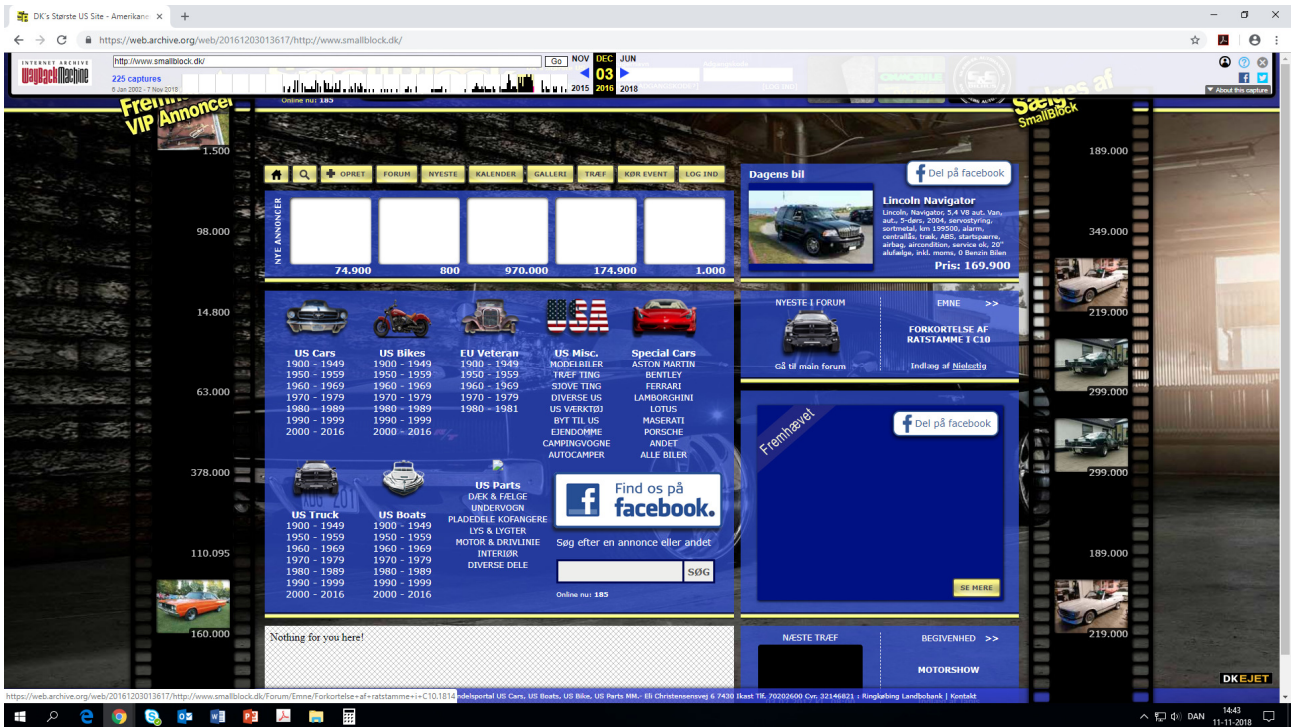 DK's Største US Site - Amerikane
https://web.archive.org/web/20161203013617/http://www.smallblock.dk/
INTERNET ARCHIVE
WayBackMachine
http://www.smallblock.dk/
Go
NOV DEC JUN
03
2015 2016 2018
225 captures
8 Jan 2002 - 7 Nov 2018
About this capture
Online nu: 185
VIP Annoncer
Sælges af
SmallBlock
1.500
98.000
14.800
63.000
378.000
110.095
160.000
OPRET
FORUM
NYESTE
KALENDER
GALLERI
TRÆF
KØR EVENT
LOG IND
NYE ANNONCER
74.900
800
970.000
174.900
1.000
Dagens bil
Del på facebook
Lincoln Navigator
Lincoln, Navigator, 5,4 V8 aut. Van,
aut., 5-dørs, 2004, servostyring,
sortmetal, km 199500, alarm,
centrallås, træk, ABS, startspærre,
airbag, aircondition, service ok, 20"
alufælge, inkl. moms, 0 Benzin Bilen
Pris: 169.900
US Cars
1900 - 1949
1950 - 1959
1960 - 1969
1970 - 1979
1980 - 1989
1990 - 1999
2000 - 2016
US Bikes
1900 - 1949
1950 - 1959
1960 - 1969
1970 - 1979
1980 - 1989
1990 - 1999
2000 - 2016
EU Veteran
1900 - 1949
1950 - 1959
1960 - 1969
1970 - 1979
1980 - 1981
USA
US Misc.
MODELBILER
TRÆF TING
SJOVE TING
DIVERSE US
US VÆRKTØJ
BYT TIL US
EJENDOMME
CAMPINGVOGNE
AUTOCAMPER
Special Cars
ASTON MARTIN
BENTLEY
FERRARI
LAMBORGHINI
LOTUS
MASERATI
PORSCHE
ANDET
ALLE BILER
US Truck
1900 - 1949
1950 - 1959
1960 - 1969
1970 - 1979
1980 - 1989
1990 - 1999
2000 - 2016
US Boats
1900 - 1949
1950 - 1959
1960 - 1969
1970 - 1979
1980 - 1989
1990 - 1999
2000 - 2016
US Parts
DÆK & FÆLGE
UNDERVOGN
PLADEDELE KOFANGERE
LYS & LYGTER
MOTOR & DRIVLINIE
INTERIØR
DIVERSE DELE
Find os på
facebook.
Søg efter en annonce eller andet
SØG
Online nu: 185
NYESTE I FORUM
Gå til main forum
EMNE >>
FORKORTELSE AF
RATSTAMME I C10
Indlæg af Nielsstig
Fremhævet
Del på facebook
SE MERE
189.000
349.000
219.000
299.000
299.000
189.000
219.000
Nothing for you here!
NÆSTE TRÆF
BEGIVENHED >>
MOTORSHOW
DKEJET
https://web.archive.org/web/20161203013617/http://www.smallblock.dk/Forum/Emne/Forkortelse+af+ratstamme+i+C10.1814
ndelsportal US Cars, US Boats, US Bike, US Parts MM.- Eli Christensensvej 6 7430 Ikast Tlf. 70202600 Cvr. 32146821 : Ringkøbing Landbobank | Kontakt
DAN
14:43
11-11-2018